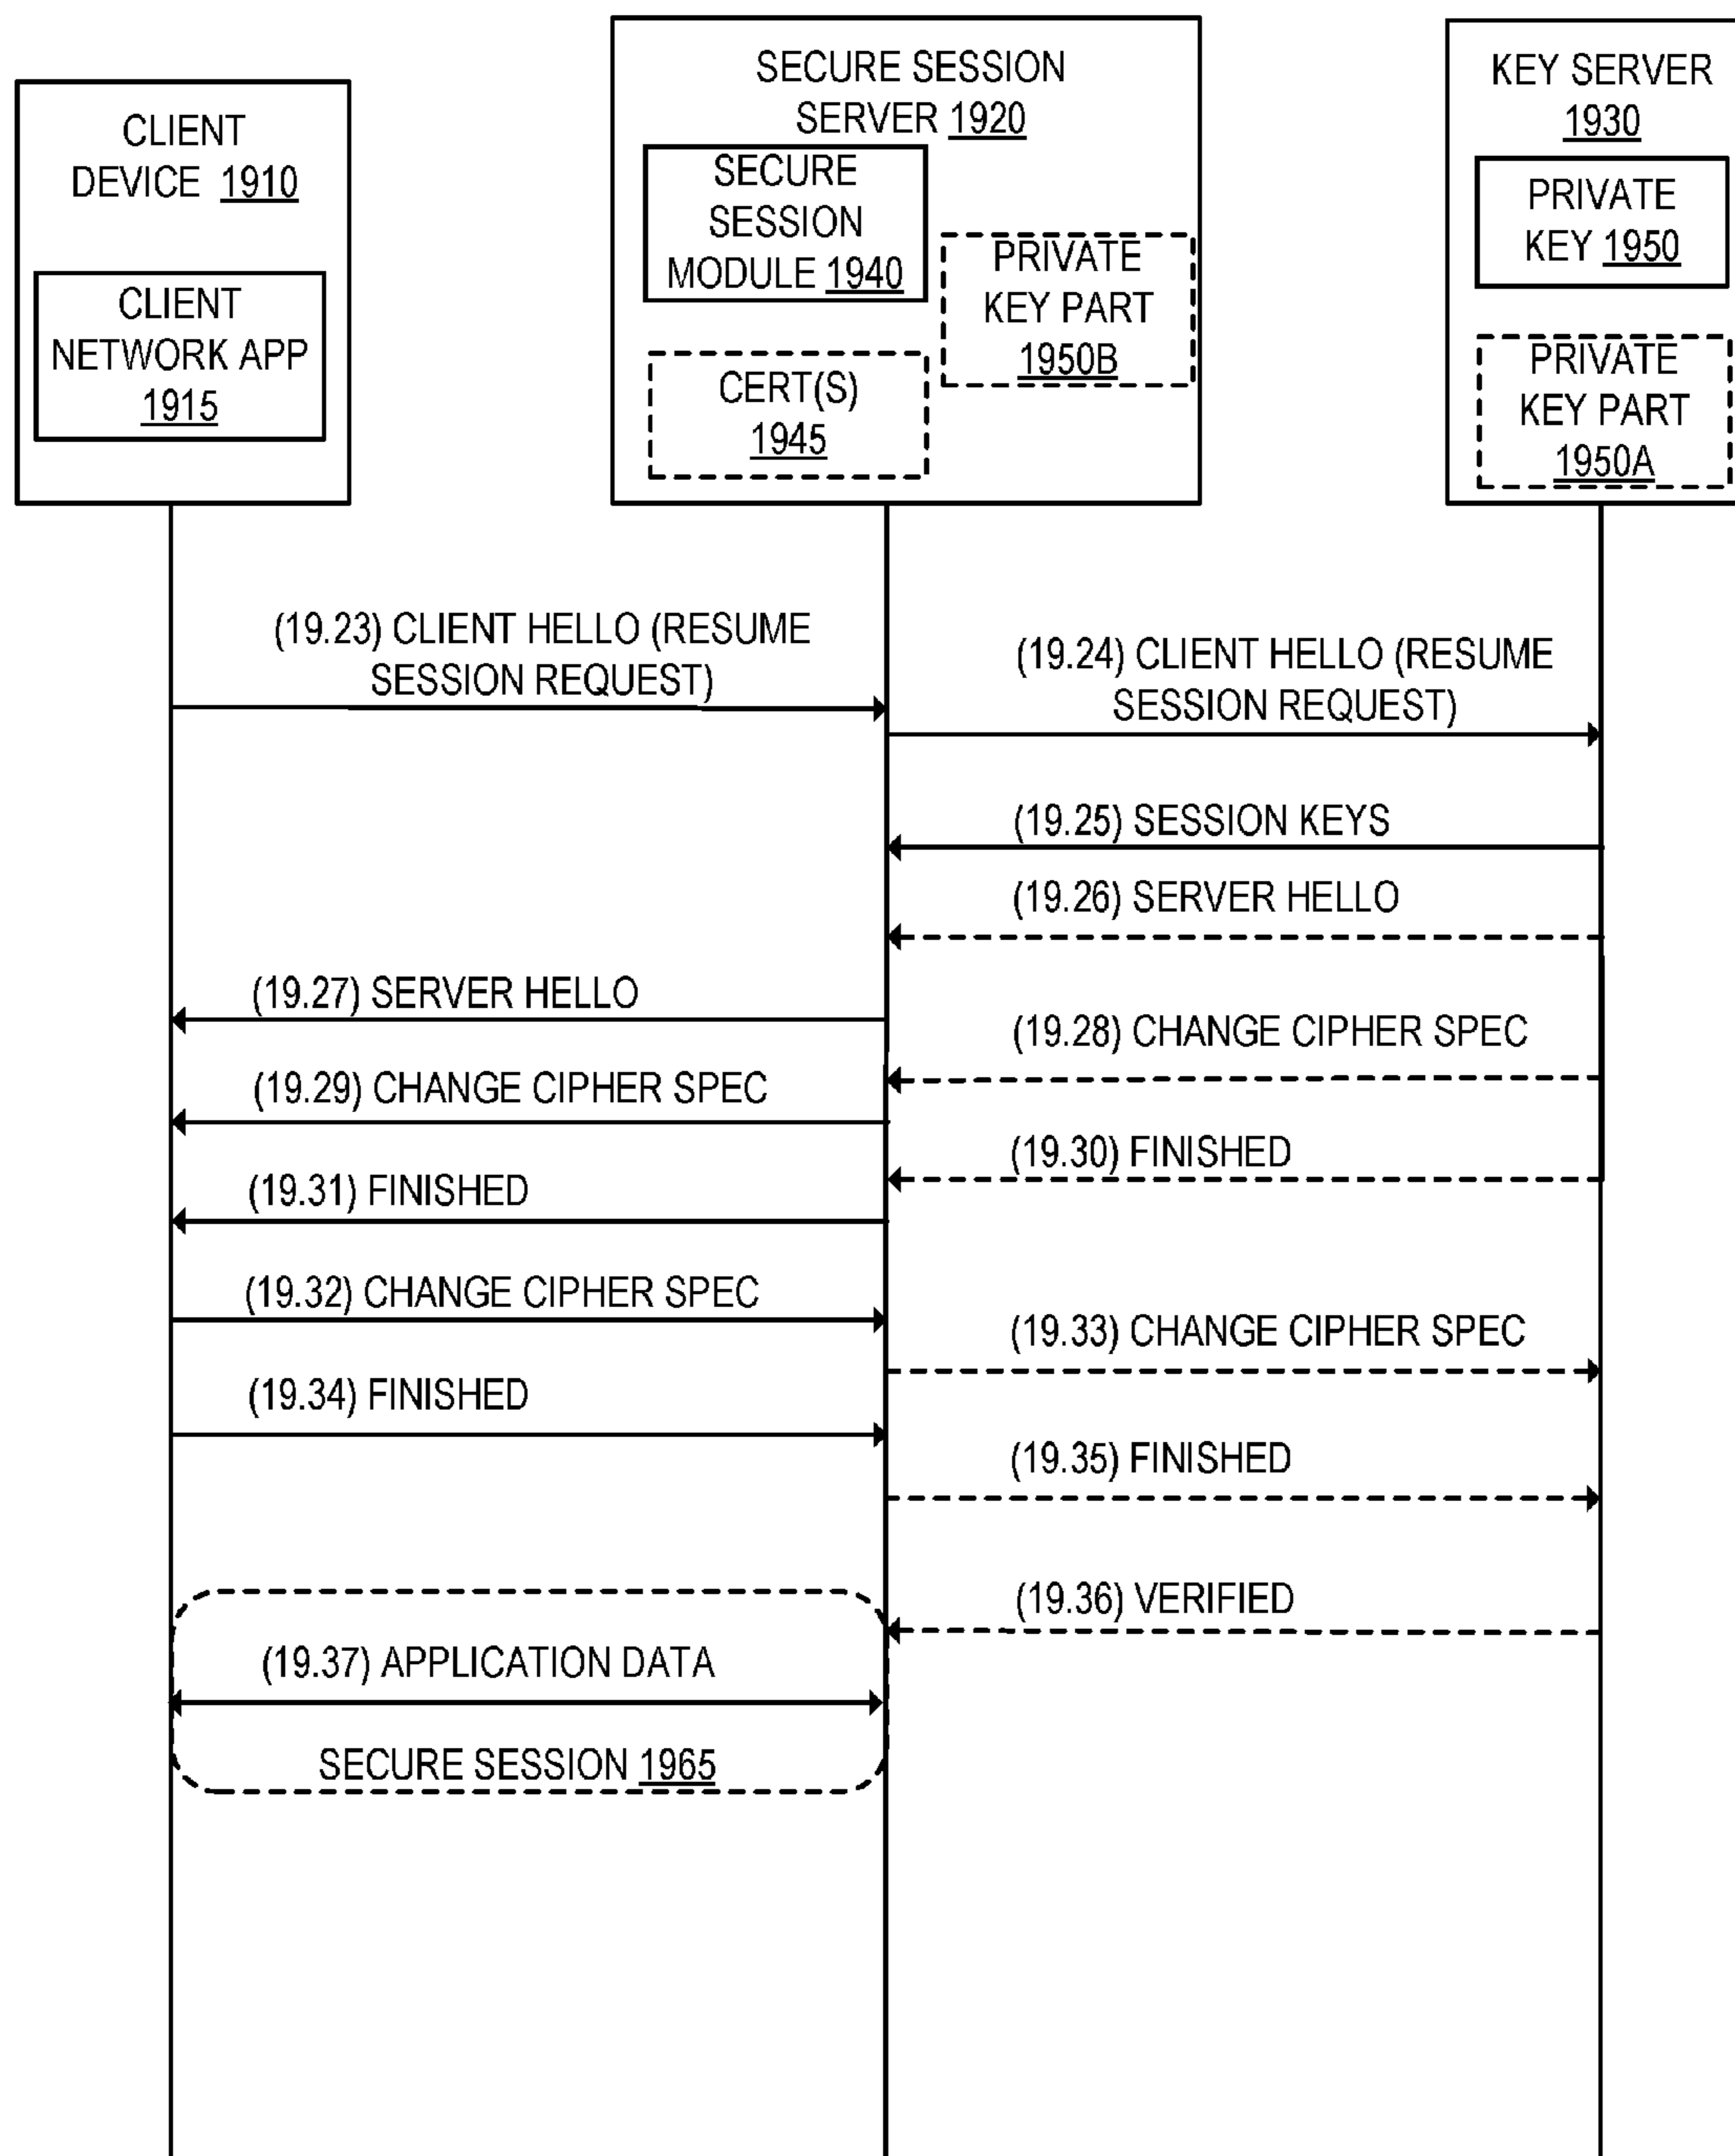 CLIENT
DEVICE 1910
CLIENT
NETWORK APP
1915
SECURE SESSION
SERVER 1920
SECURE
SESSION
MODULE 1940
PRIVATE
KEY PART
1950B
CERT(S)
1945
KEY SERVER
1930
PRIVATE
KEY 1950
PRIVATE
KEY PART
1950A
(19.23) CLIENT HELLO (RESUME
SESSION REQUEST)
(19.24) CLIENT HELLO (RESUME
SESSION REQUEST)
(19.25) SESSION KEYS
(19.26) SERVER HELLO
(19.27) SERVER HELLO
(19.28) CHANGE CIPHER SPEC
(19.29) CHANGE CIPHER SPEC
(19.30) FINISHED
(19.31) FINISHED
(19.32) CHANGE CIPHER SPEC
(19.33) CHANGE CIPHER SPEC
(19.34) FINISHED
(19.35) FINISHED
(19.36) VERIFIED
(19.37) APPLICATION DATA
SECURE SESSION 1965